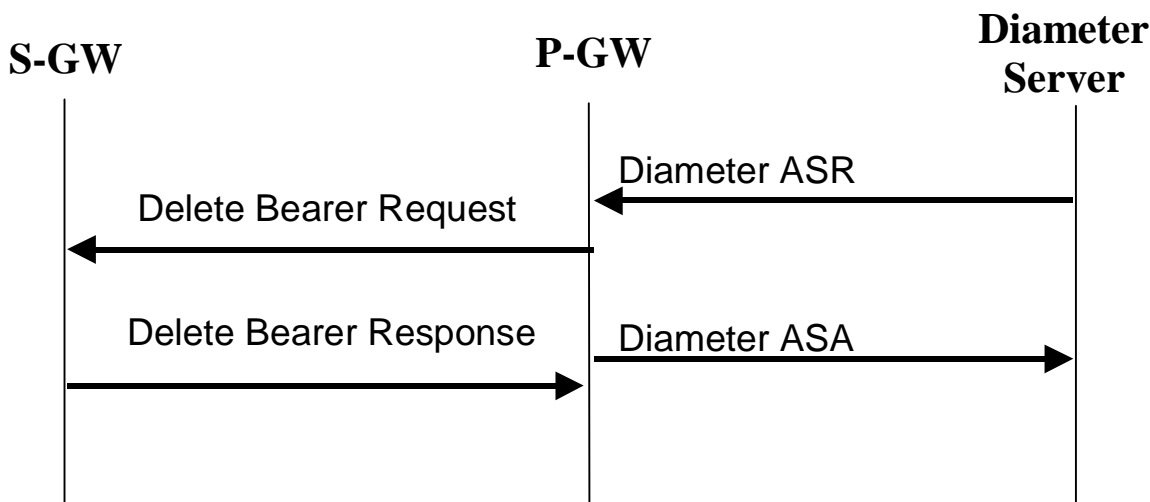 S-GW
P-GW
Diameter
Server
Diameter ASR
Delete Bearer Request
Delete Bearer Response
Diameter ASA